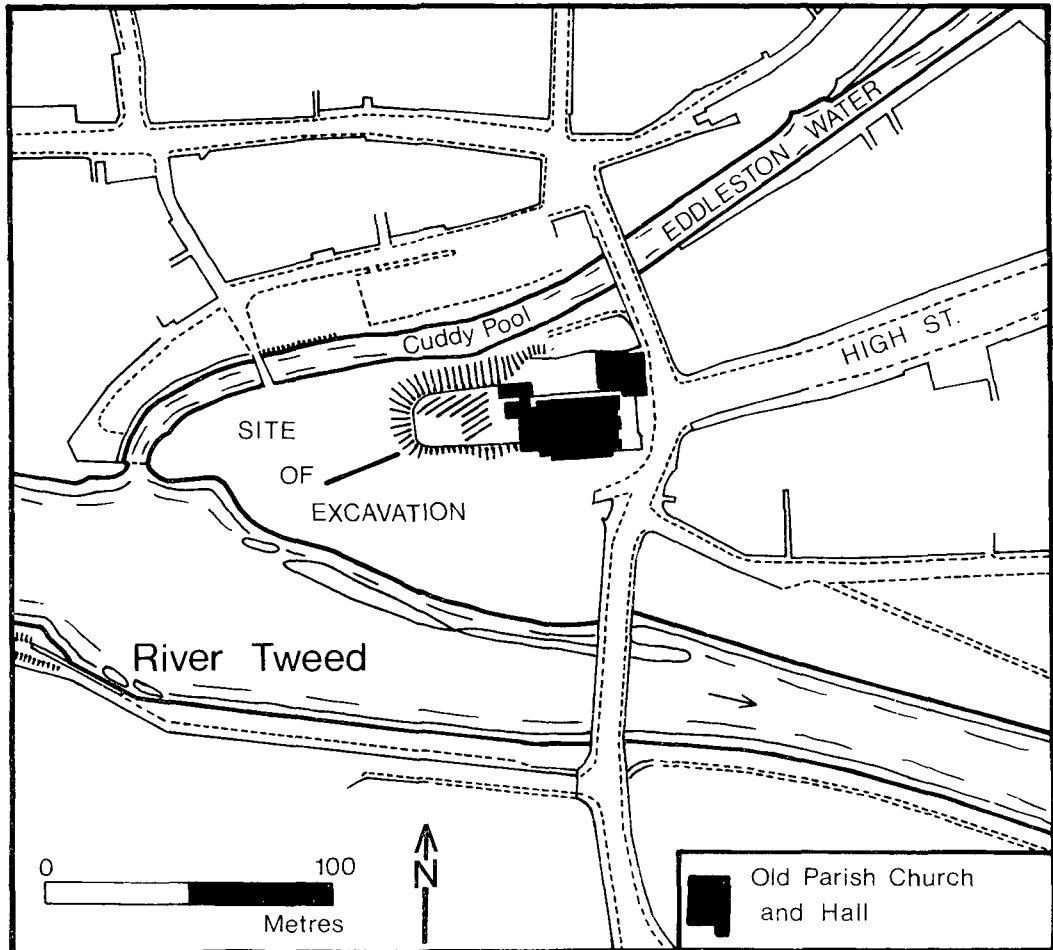 EDDLESTON WATER
Cuddy Pool
HIGH ST.
SITE
OF
EXCAVATION
River Tweed
0 100
Metres
N
Old Parish Church
and Hall